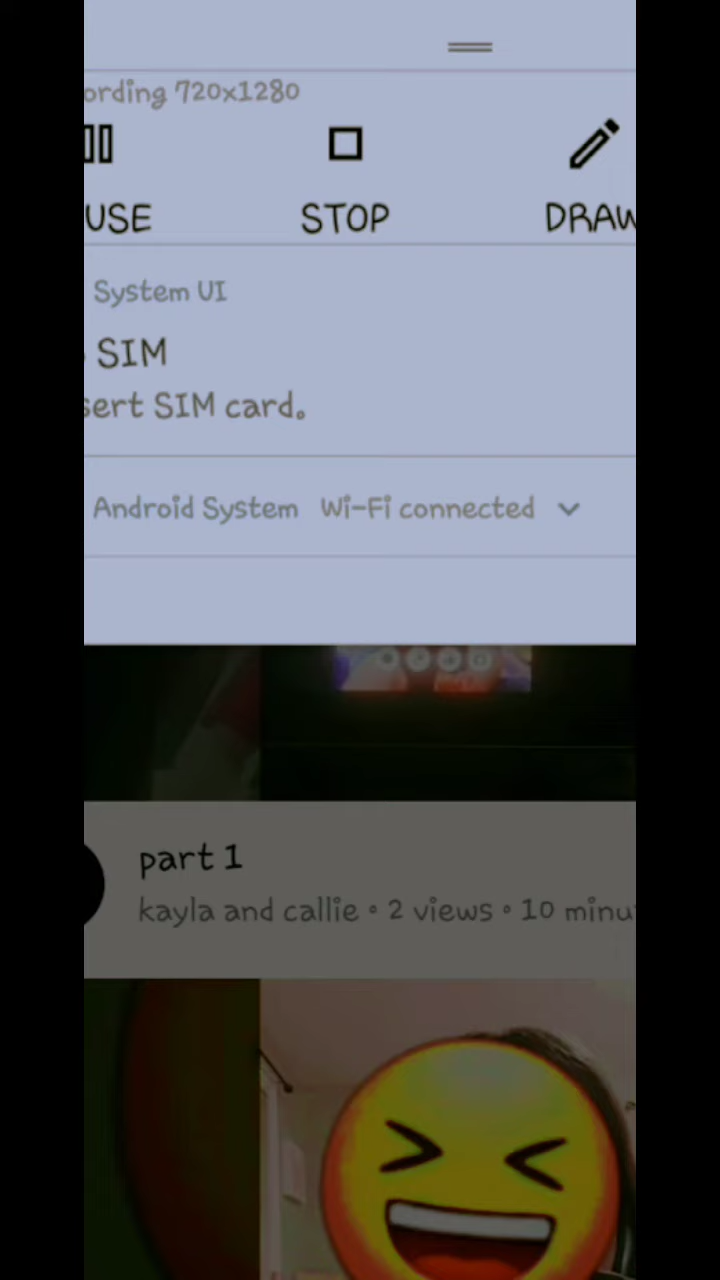 ording 720x1280
USE STOP DRAW
System UI
SIM
sert SIM card.
Android System Wi-Fi connected
part 1
kayla and callie • 2 views • 10 minu